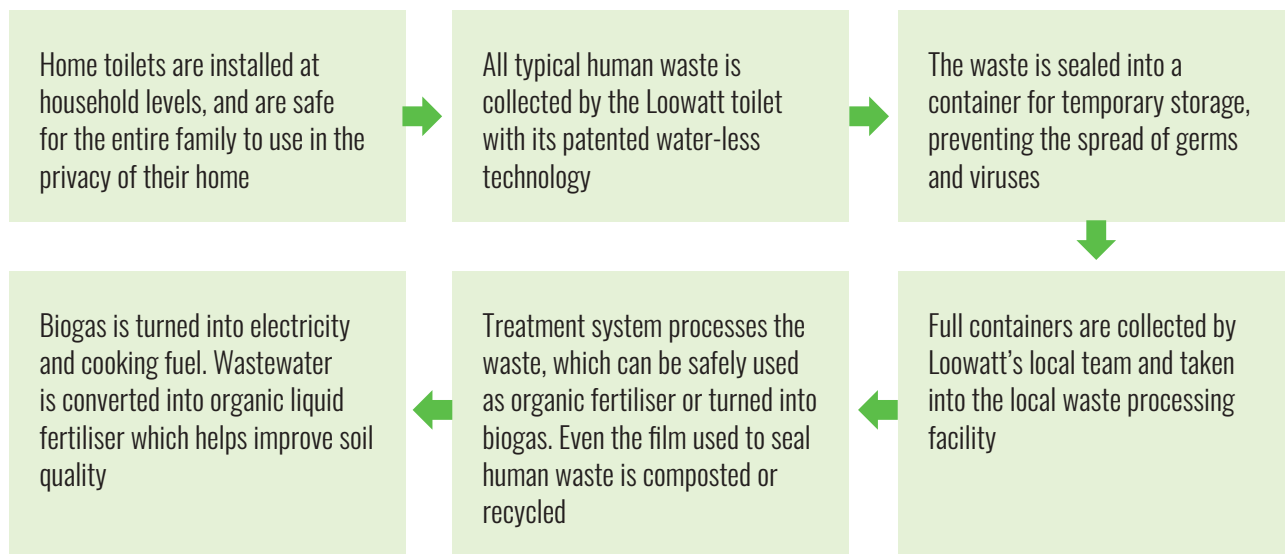 Home toilets are installed at
household levels, and are safe
for the entire family to use in the
privacy of their home
All typical human waste is
collected by the Loowatt toilet
with its patented water-less
technology
The waste is sealed into a
container for temporary storage,
preventing the spread of germs
and viruses
Full containers are collected by
Loowatt’s local team and taken
into the local waste processing
facility
Treatment system processes the
waste, which can be safely used
as organic fertiliser or turned into
biogas. Even the film used to seal
human waste is composted or
recycled
Biogas is turned into electricity
and cooking fuel. Wastewater
is converted into organic liquid
fertiliser which helps improve soil
quality